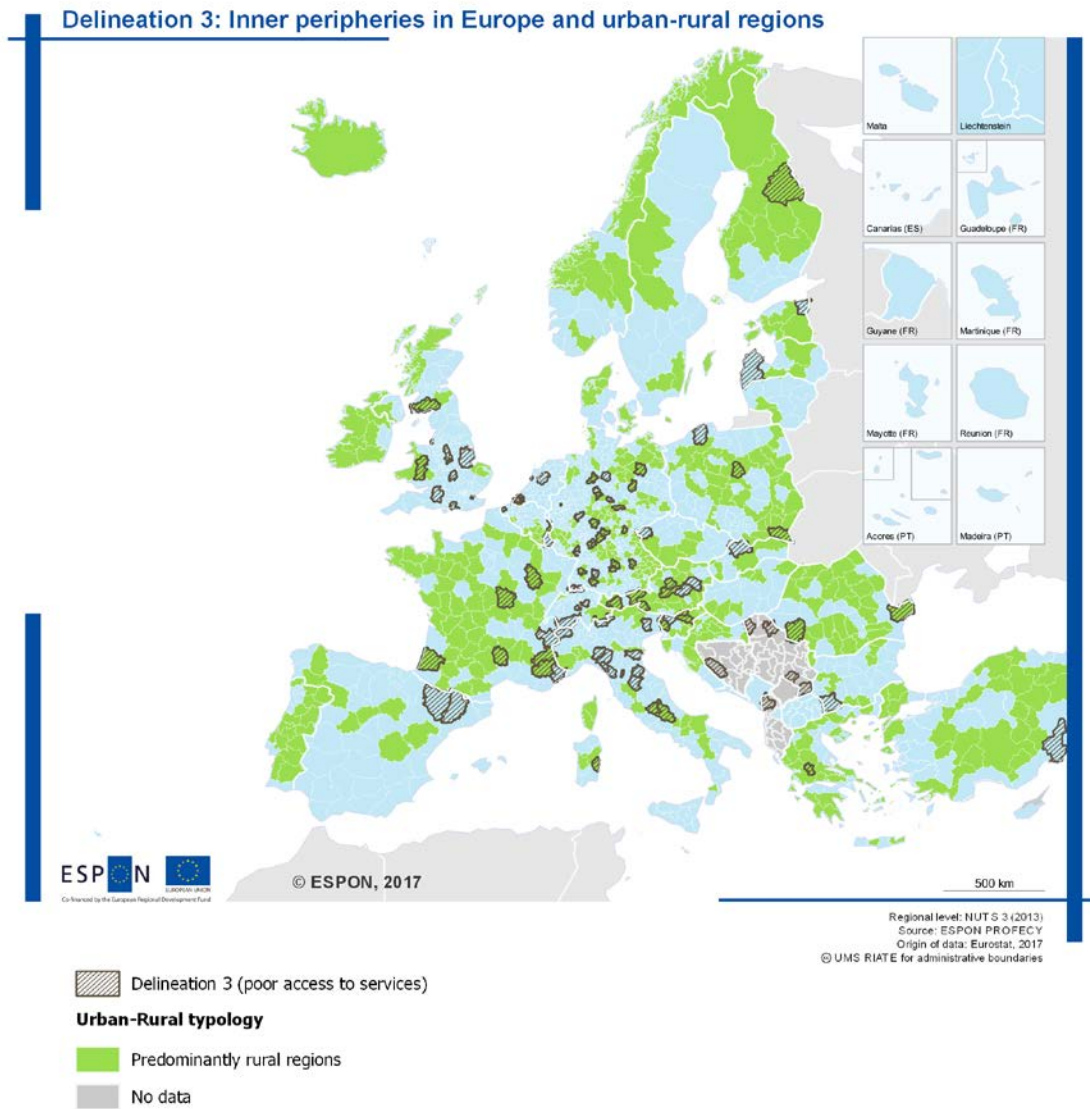 Delineation 3: Inner peripheries in Europe and urban-rural regions
Malta
Liechtenstein
Canarias (ES)
Guadeloupe (FR)
Guyane (FR)
Martinique (FR)
Mayotte (FR)
Reunion (FR)
Acores (PT)
Madeira (PT)
ESPON
EUROPEAN UNION
Co-financed by the European Regional Development Fund
© ESPON, 2017
500 km
Regional level: NUTS 3 (2013)
Source: ESPON PROFECY
Origin of data: Eurostat, 2017
© UMS RIATE for administrative boundaries
Delineation 3 (poor access to services)
Urban-Rural typology
Predominantly rural regions
No data